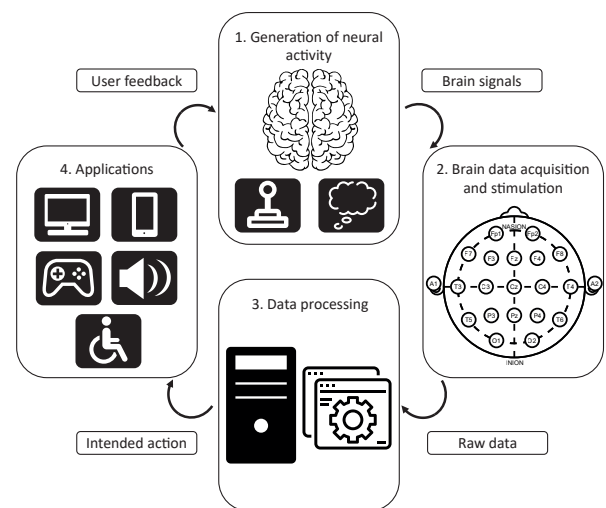 1. Generation of neural
activity
User feedback
Brain signals
4. Applications
2. Brain data acquisition
and stimulation
NASION
Fp1 Fp2
F7 F3 Fz F4 F8
A1 T3 C3 Cz C4 T4 A2
T5 P3 Pz P4 T6
O1 O2
INION
3. Data processing
Intended action
Raw data